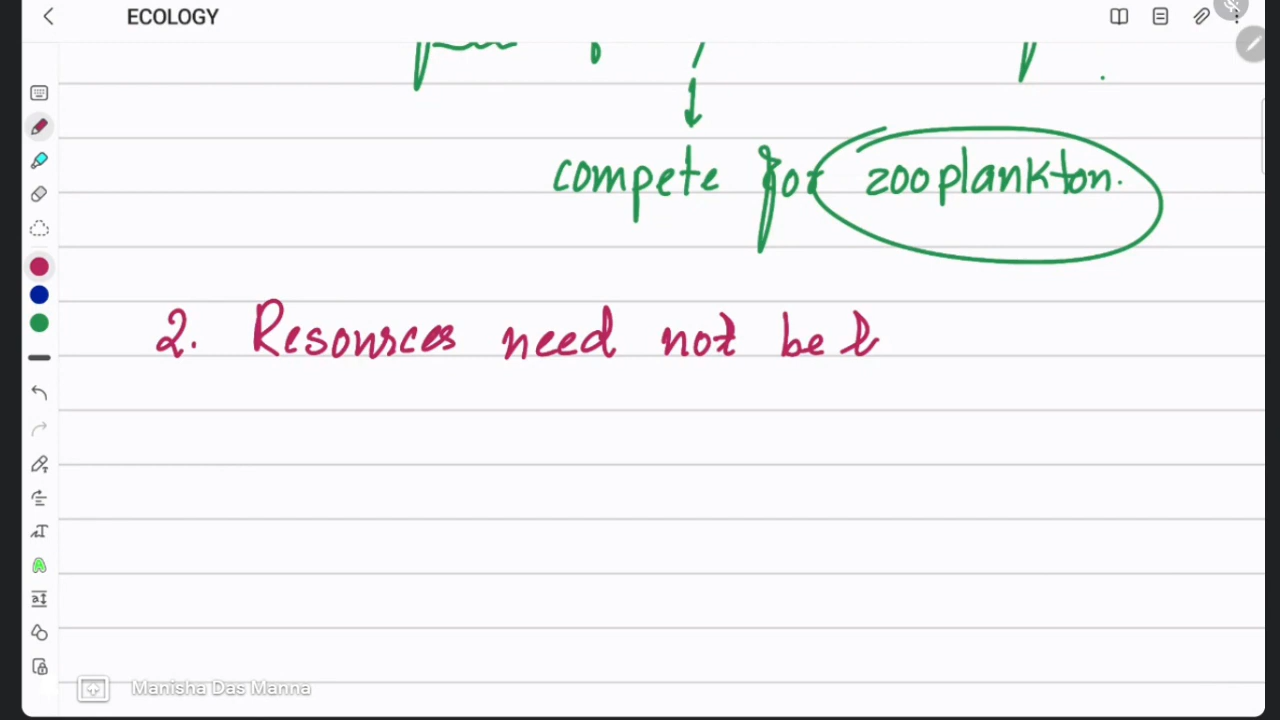 ECOLOGY
compete for zooplankton.
2. Resources need not be l
Manisha Das Manna